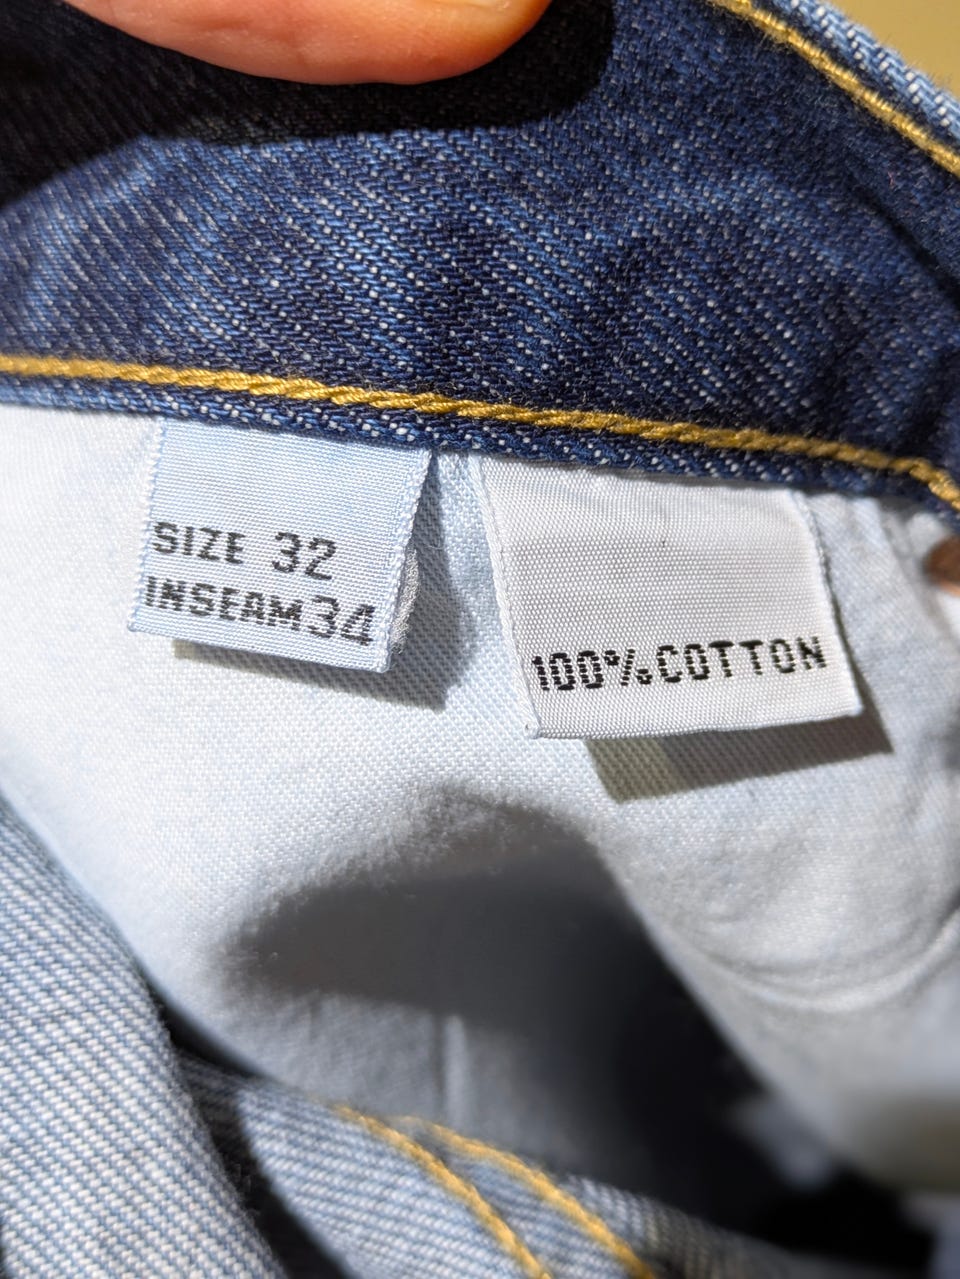 SIZE 32
INSEAM 34
100% COTTON